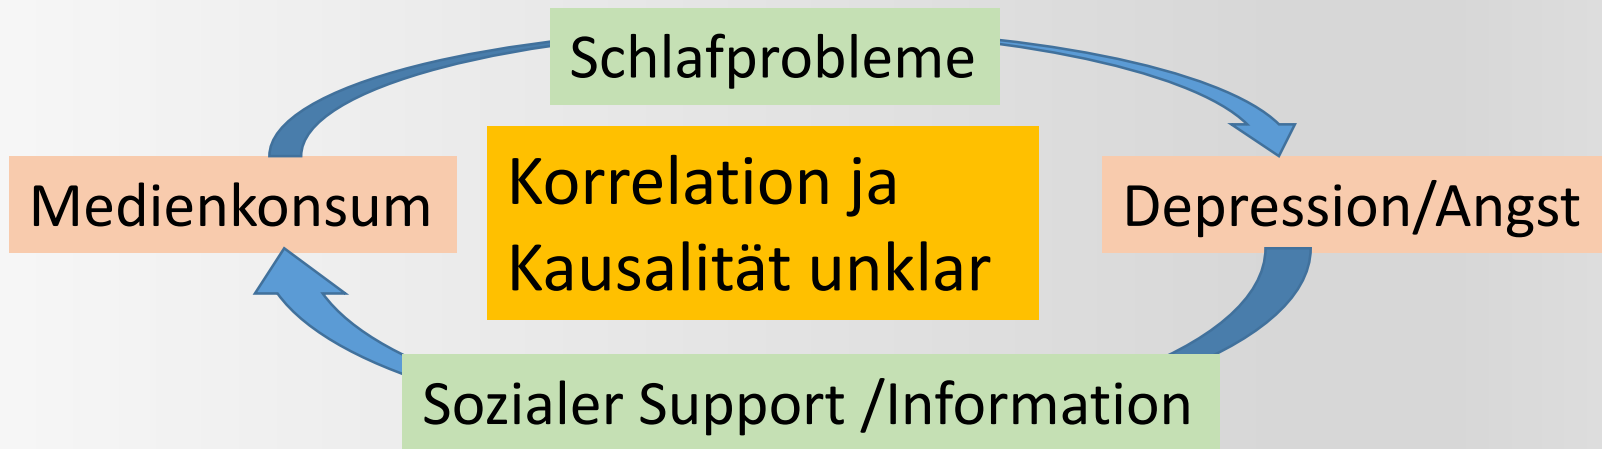 Schlafprobleme
Medienkonsum
Korrelation ja
Kausalität unklar
Depression/Angst
Sozialer Support /Information